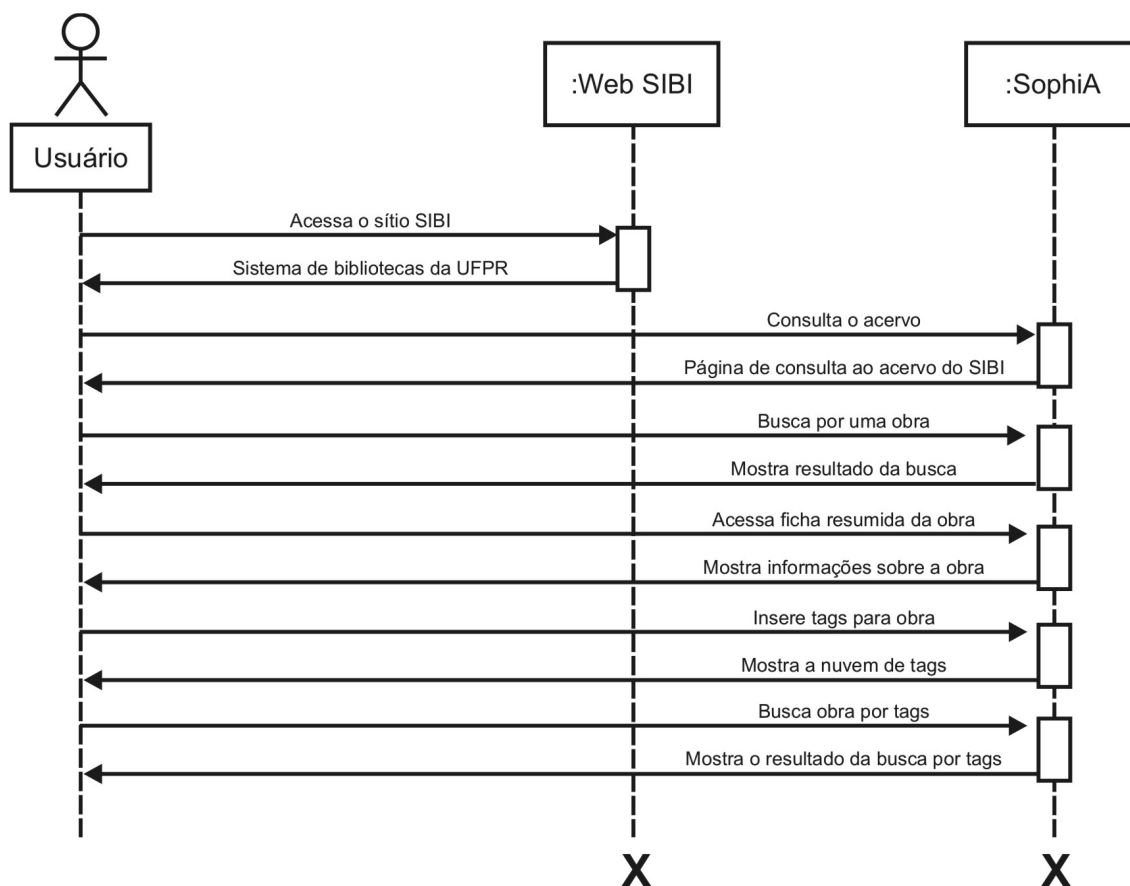 :Web SIBI
:SophiA
Usuário
Acessa o sítio SIBI
Sistema de bibliotecas da UFPR
Consulta o acervo
Página de consulta ao acervo do SIBI
Busca por uma obra
Mostra resultado da busca
Acessa ficha resumida da obra
Mostra informações sobre a obra
Insere tags para obra
Mostra a nuvem de tags
Busca obra por tags
Mostra o resultado da busca por tags
X
X